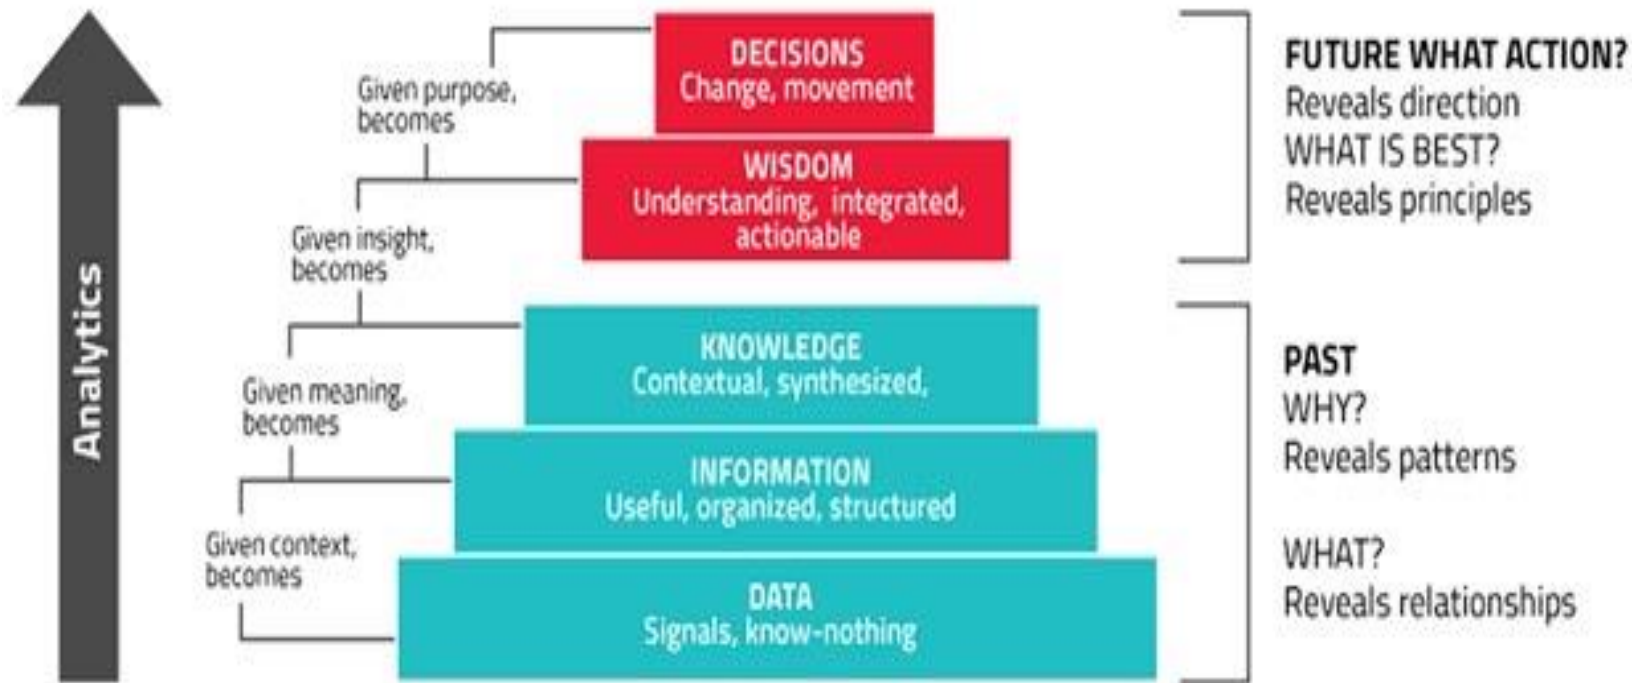 Analytics
Given purpose,
becomes
Given insight,
becomes
Given meaning,
becomes
Given context,
becomes
DECISIONS
Change, movement
WISDOM
Understanding, integrated,
actionable
KNOWLEDGE
Contextual, synthesized,
INFORMATION
Useful, organized, structured
DATA
Signals, know-nothing
FUTURE WHAT ACTION?
Reveals direction
WHAT IS BEST?
Reveals principles
PAST
WHY?
Reveals patterns
WHAT?
Reveals relationships